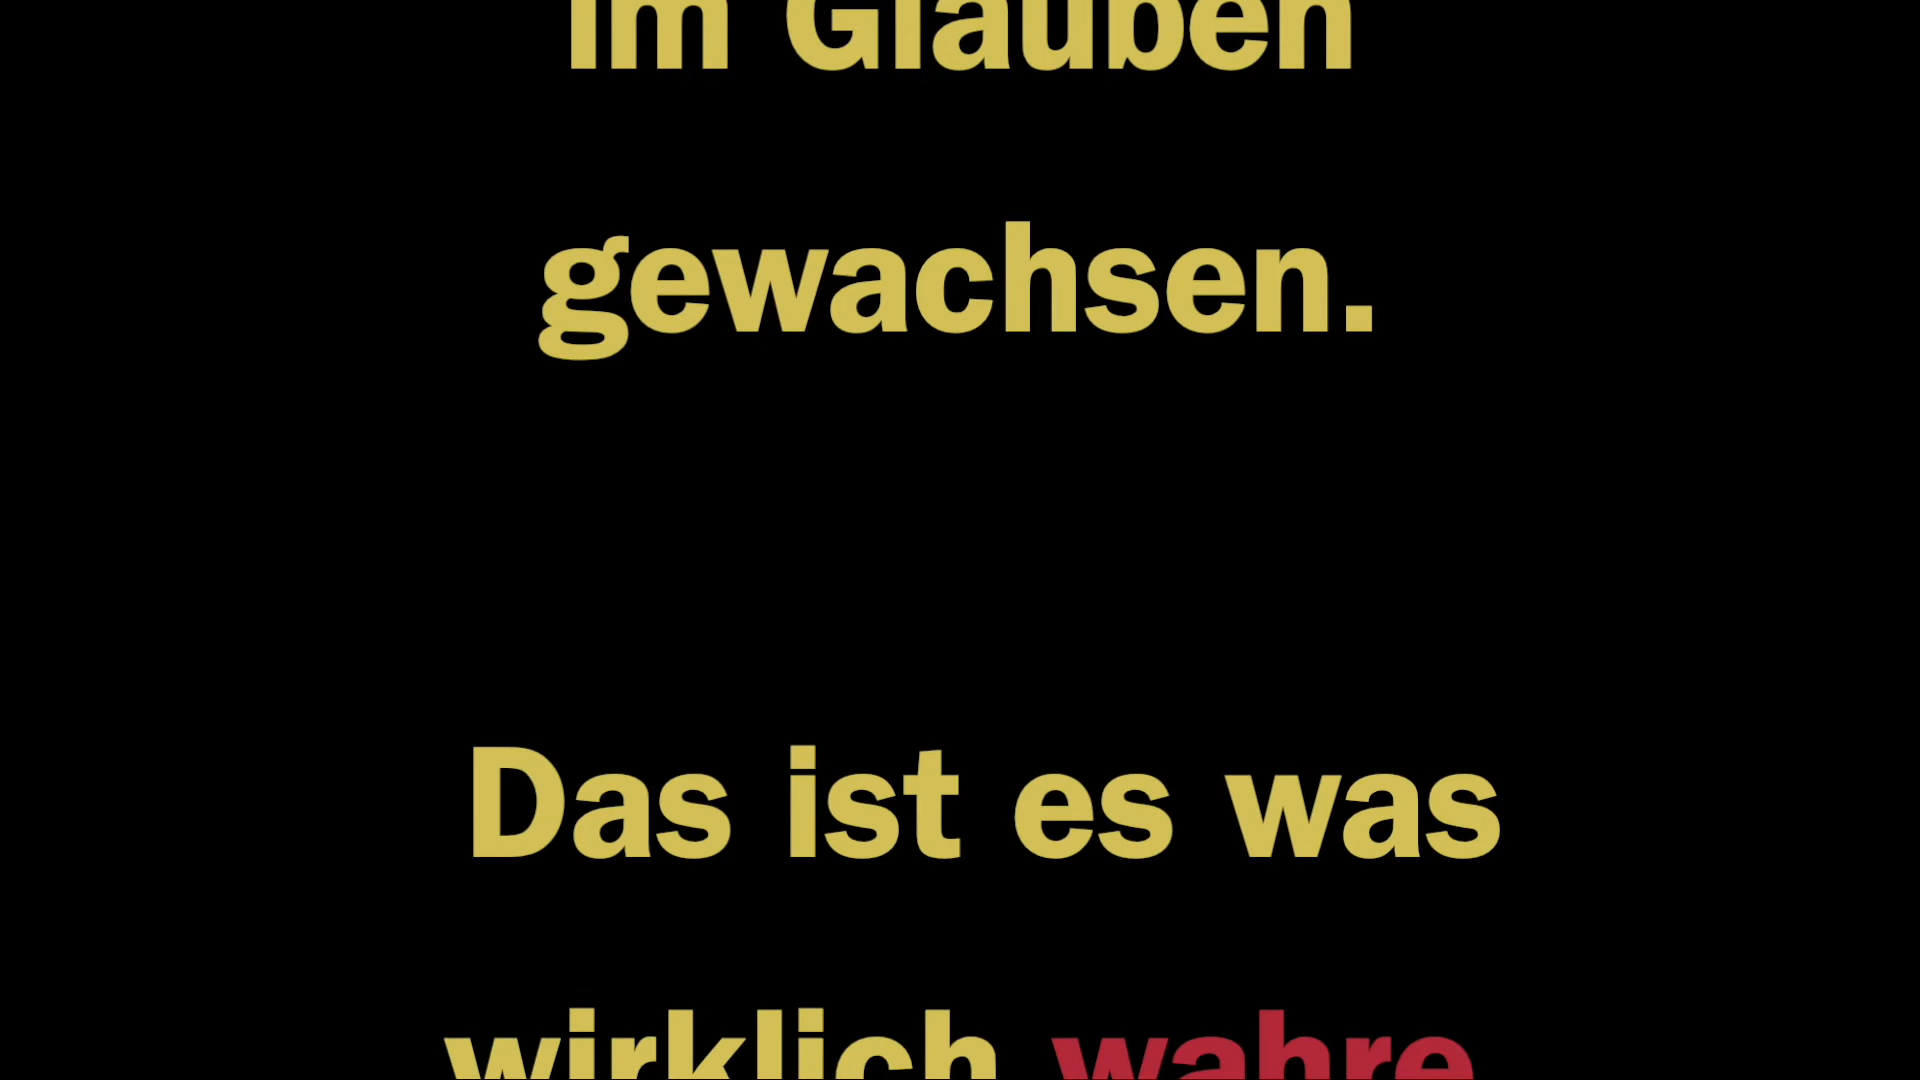 im Glauben
gewachsen.
Das ist es was
wirklich wahre